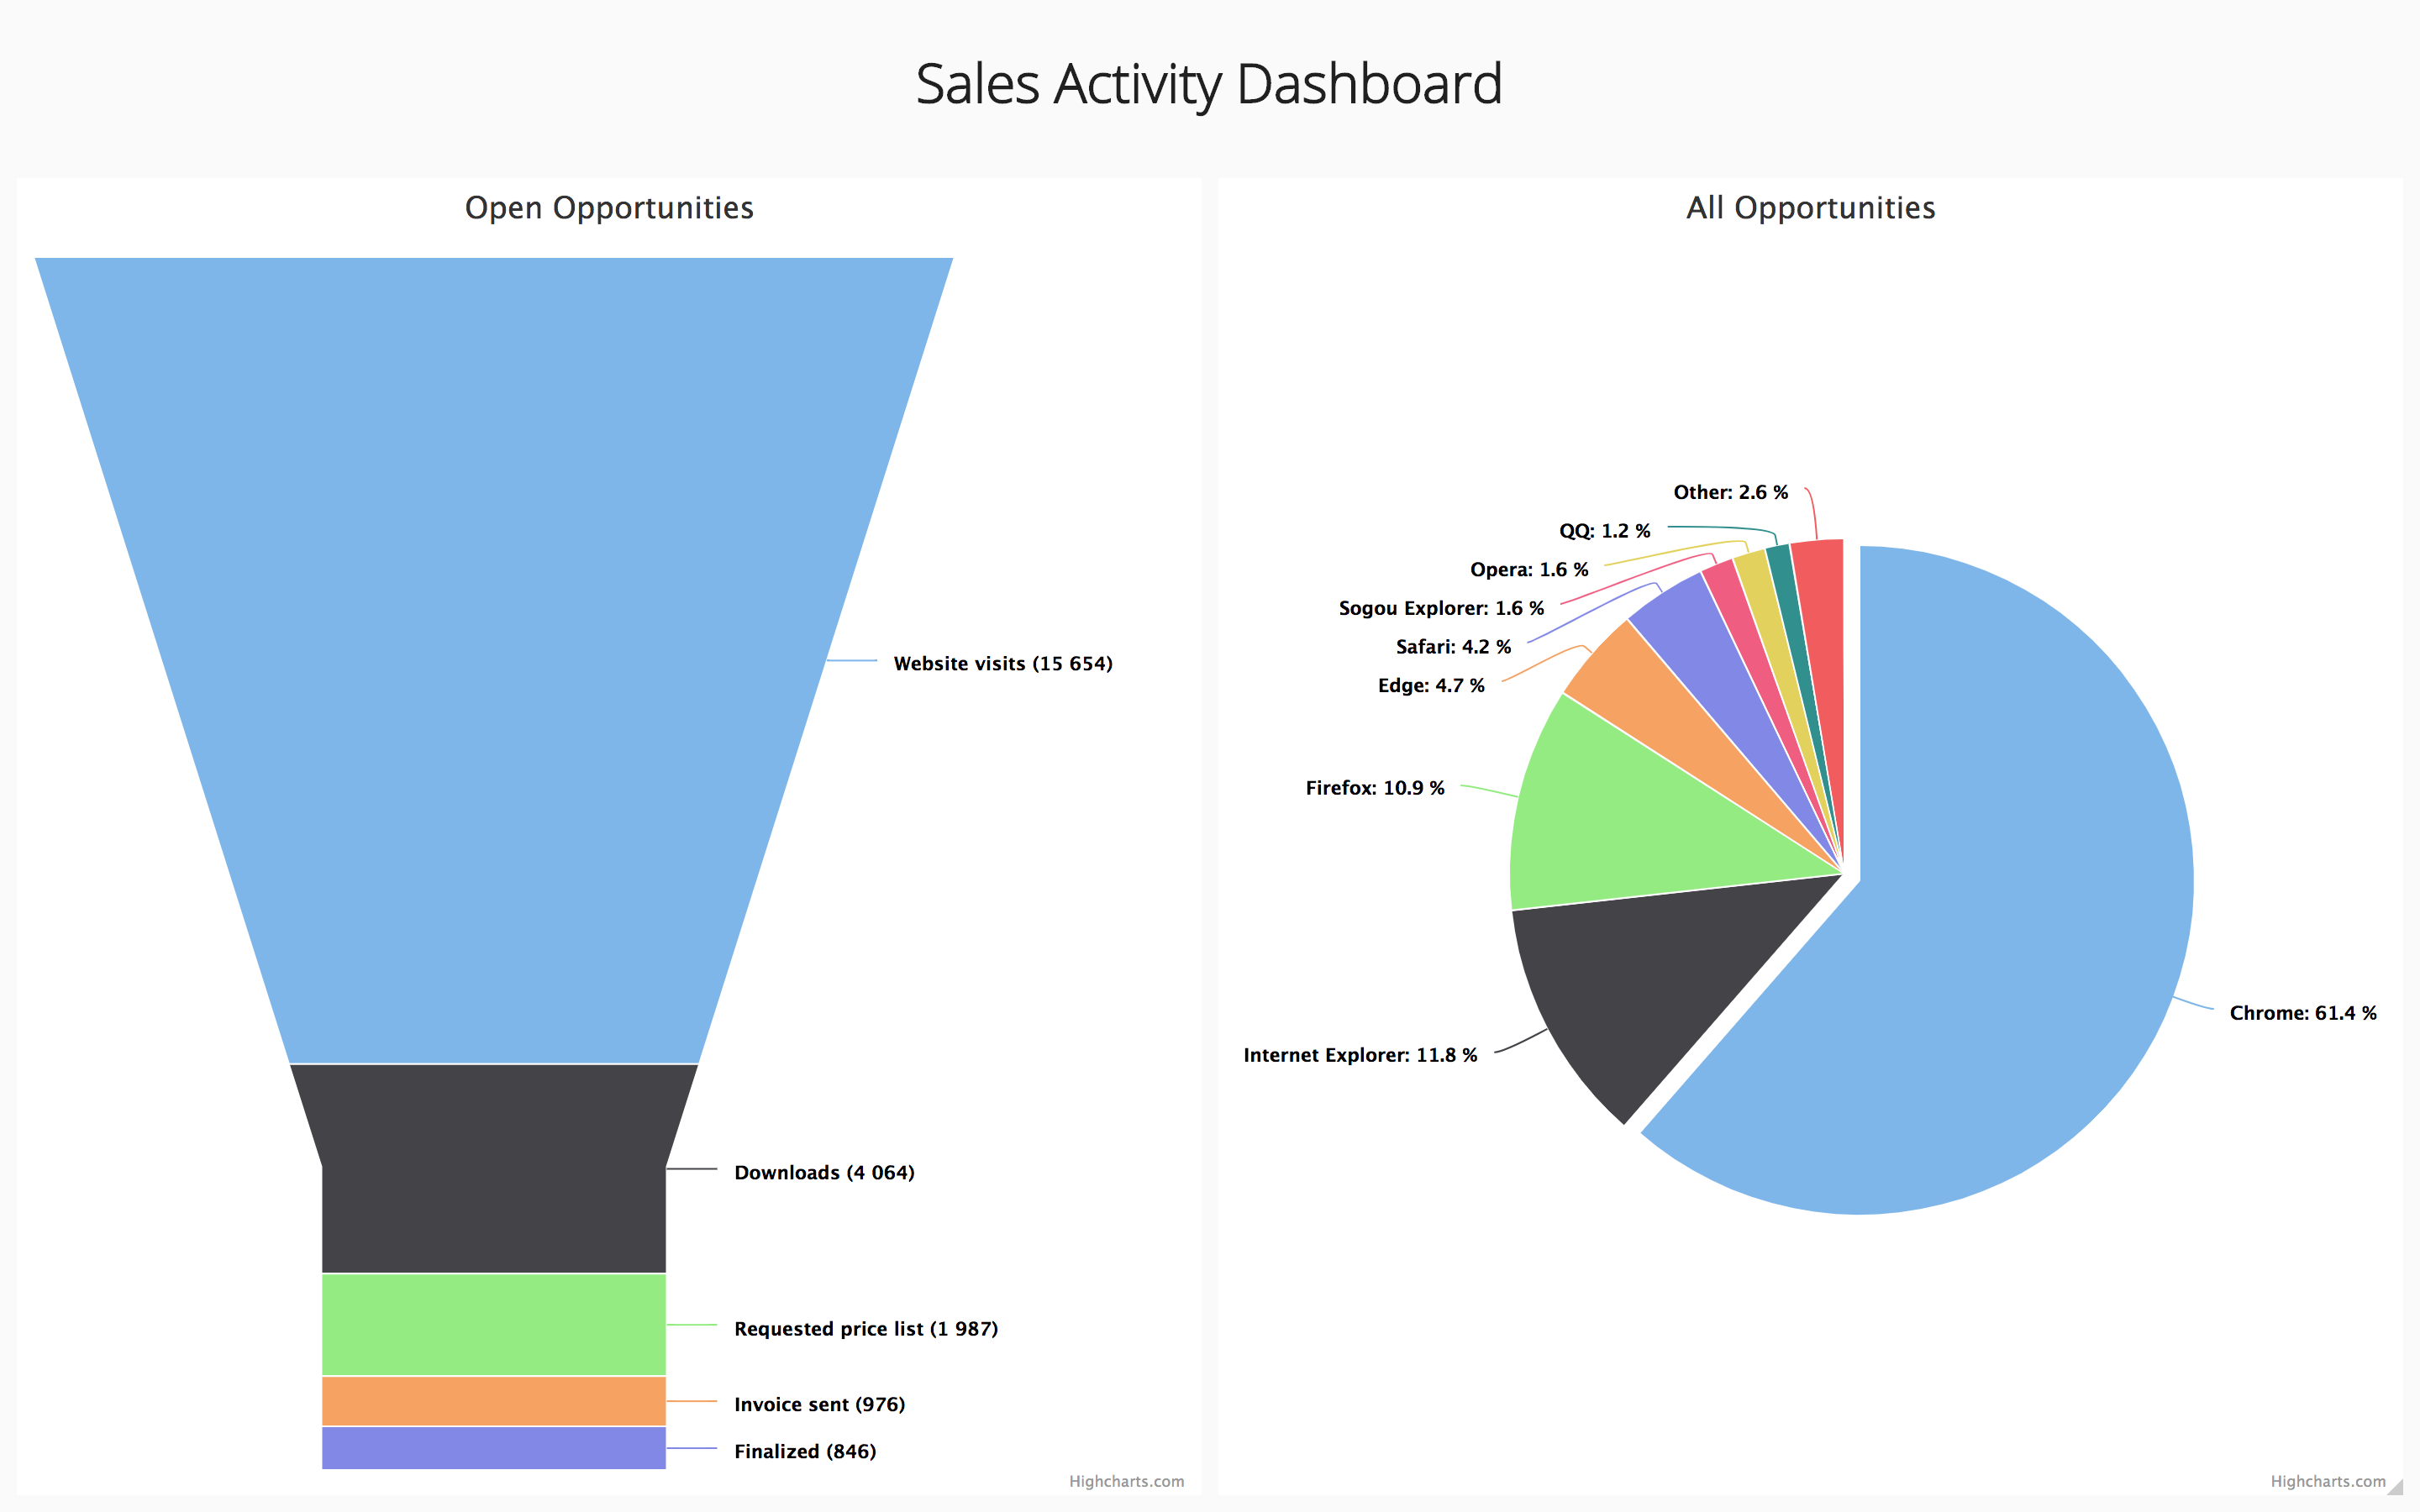 Sales Activity Dashboard
Open Opportunities
Website visits (15 654)
Downloads (4 064)
Requested price list (1 987)
Invoice sent (976)
Finalized (846)
Highcharts.com
All Opportunities
Other: 2.6 %
QQ: 1.2 %
Opera: 1.6 %
Sogou Explorer: 1.6 %
Safari: 4.2 %
Edge: 4.7 %
Firefox: 10.9 %
Chrome: 61.4 %
Internet Explorer: 11.8 %
Highcharts.com